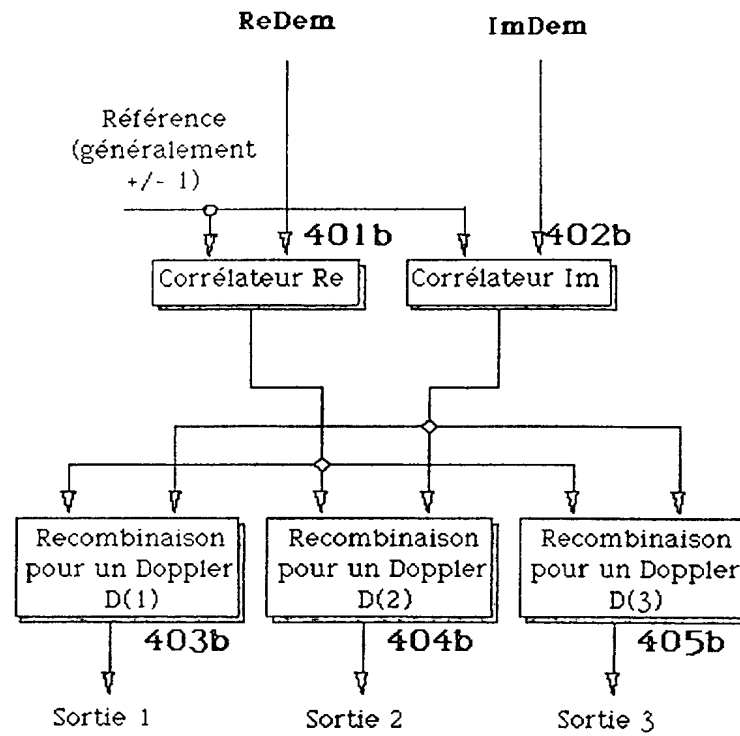 ReDem
ImDem
Référence
(généralement
+/- 1)
401b
402b
Corrélateur Re
Corrélateur Im
Recombinaison
pour un Doppler
D(1)
Recombinaison
pour un Doppler
D(2)
Recombinaison
pour un Doppler
D(3)
403b
404b
405b
Sortie 1
Sortie 2
Sortie 3